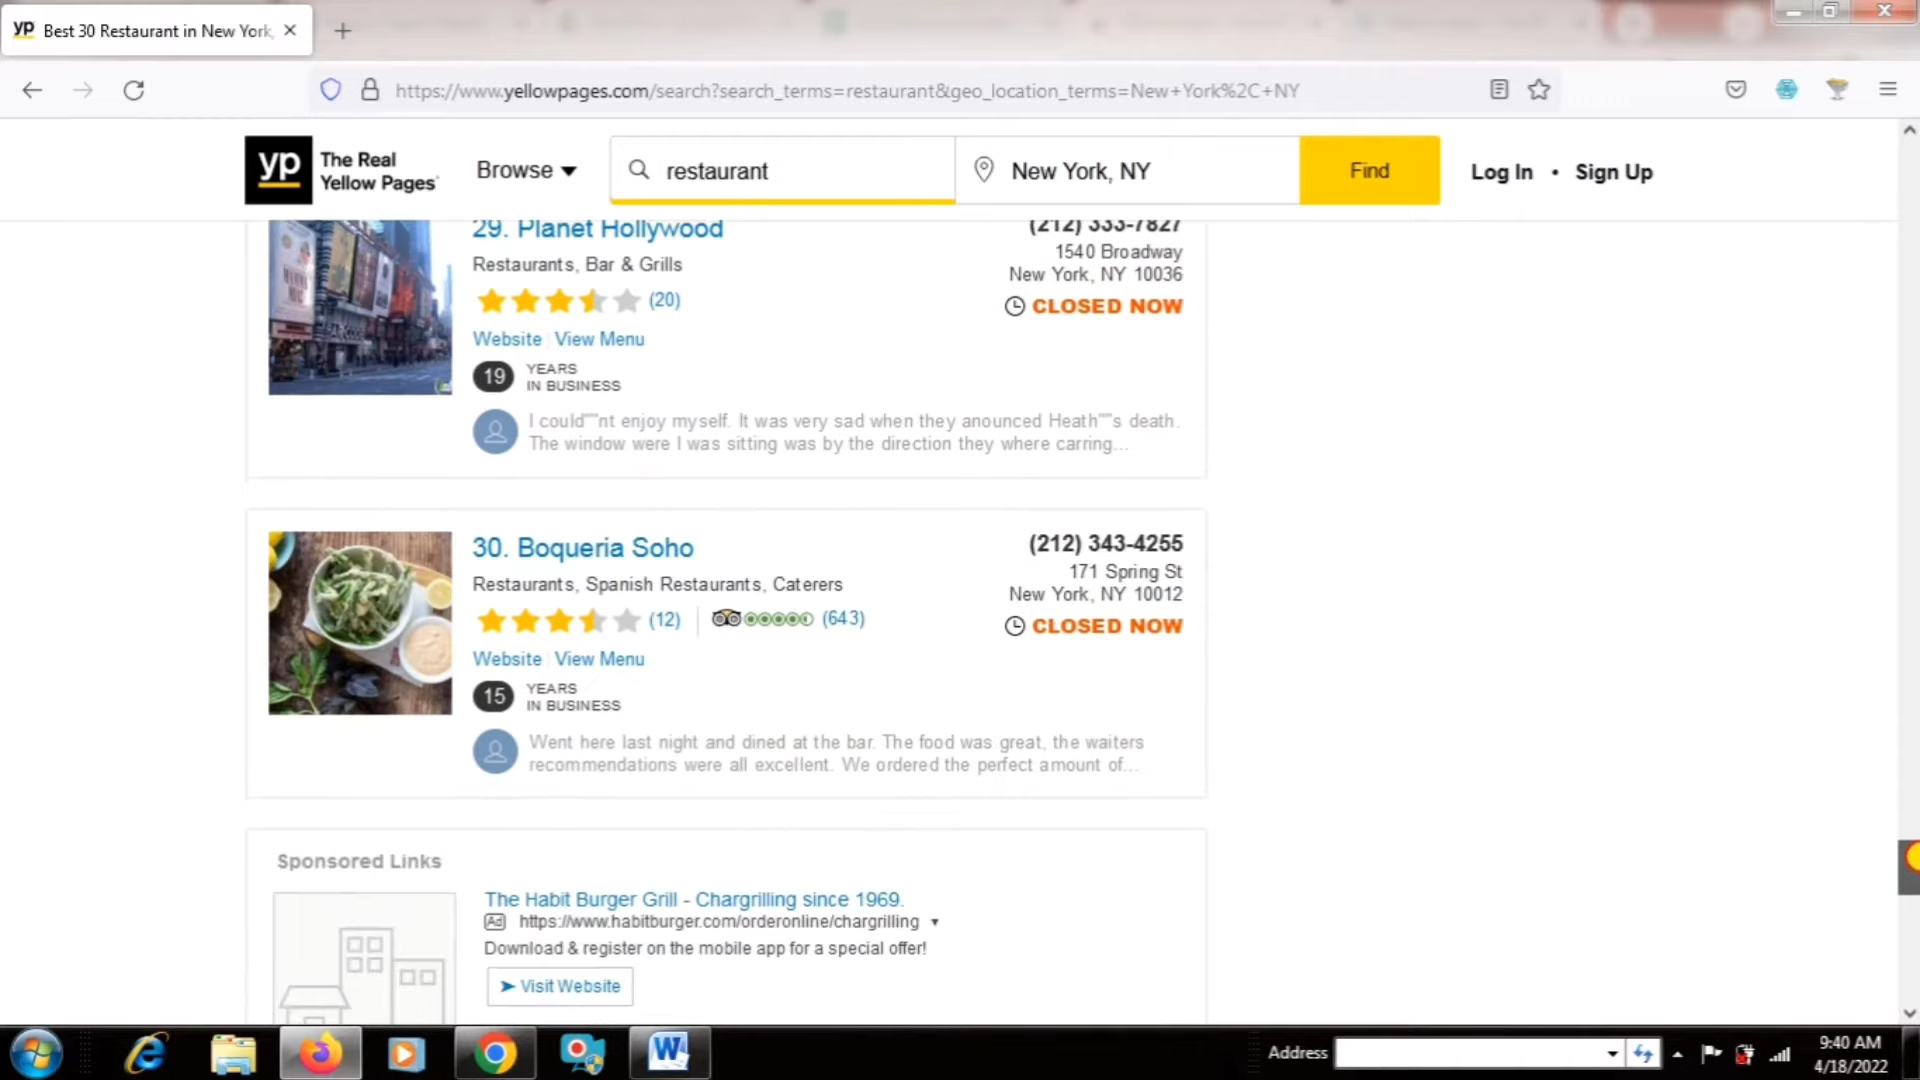 yp Best 30 Restaurant in New York,
https://www.yellowpages.com/search?search_terms=restaurant&geo_location_terms=New+York%2C+NY
yp The Real Yellow Pages
Browse
restaurant
New York, NY
Find
Log In • Sign Up
29. Planet Hollywood
(212) 333-7827
Restaurants, Bar & Grills
1540 Broadway
New York, NY 10036
(20)
CLOSED NOW
Website View Menu
19 YEARS IN BUSINESS
I could""nt enjoy myself. It was very sad when they anounced Heath""s death.
The window were I was sitting was by the direction they where carring...
30. Boqueria Soho
(212) 343-4255
Restaurants, Spanish Restaurants, Caterers
171 Spring St
New York, NY 10012
(12) (643)
CLOSED NOW
Website View Menu
15 YEARS IN BUSINESS
Went here last night and dined at the bar. The food was great, the waiters
recommendations were all excellent. We ordered the perfect amount of...
Sponsored Links
The Habit Burger Grill - Chargrilling since 1969.
Ad https://www.habitburger.com/orderonline/chargrilling
Download & register on the mobile app for a special offer!
Visit Website
Address
9:40 AM
4/18/2022